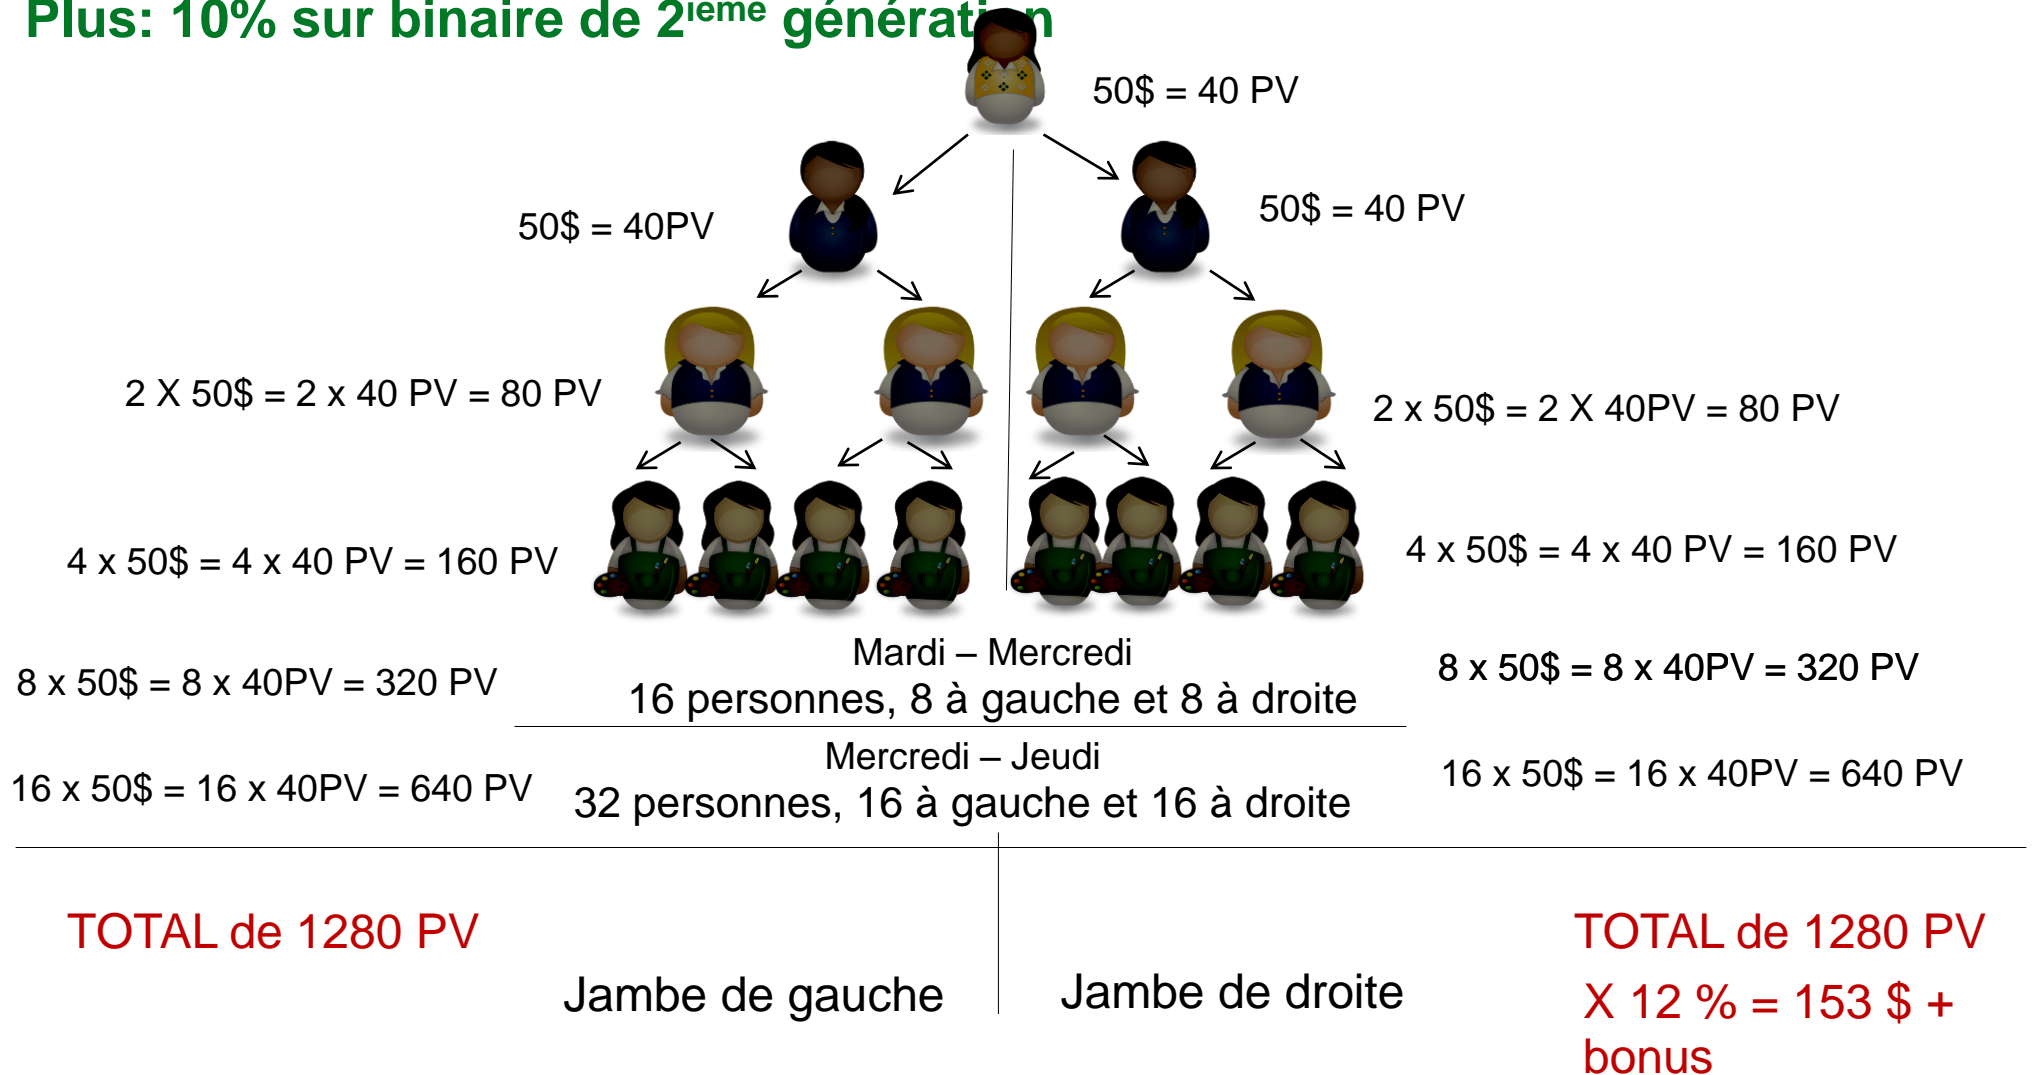 Plus: 10% sur binaire de 2ième génération
50$ = 40 PV
50$ = 40PV
50$ = 40 PV
2 X 50$ = 2 x 40 PV = 80 PV
2 x 50$ = 2 X 40PV = 80 PV
4 x 50$ = 4 x 40 PV = 160 PV
4 x 50$ = 4 x 40 PV = 160 PV
Mardi – Mercredi
8 x 50$ = 8 x 40PV = 320 PV
16 personnes, 8 à gauche et 8 à droite
8 x 50$ = 8 x 40PV = 320 PV
Mercredi – Jeudi
16 x 50$ = 16 x 40PV = 640 PV
32 personnes, 16 à gauche et 16 à droite
16 x 50$ = 16 x 40PV = 640 PV
TOTAL de 1280 PV
TOTAL de 1280 PV
Jambe de gauche
Jambe de droite
X 12 % = 153 $ +
bonus